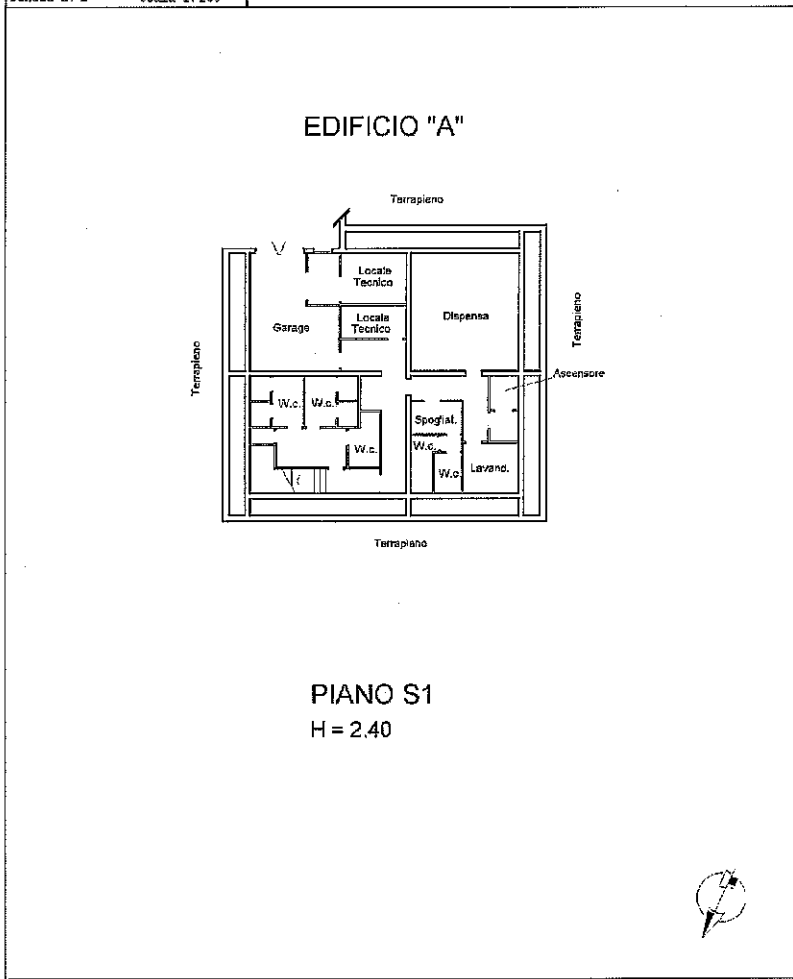 EDIFICIO "A"
Terrapieno
Locale
Tecnico
Locale
Tecnico
Garage
Dispensa
Terrapieno
Terrapieno
Ascensore
W.c.
W.c.
Spogliat.
W.c.
W.c.
W.c.
Lavand.
Terrapieno
PIANO S1
H = 2.40